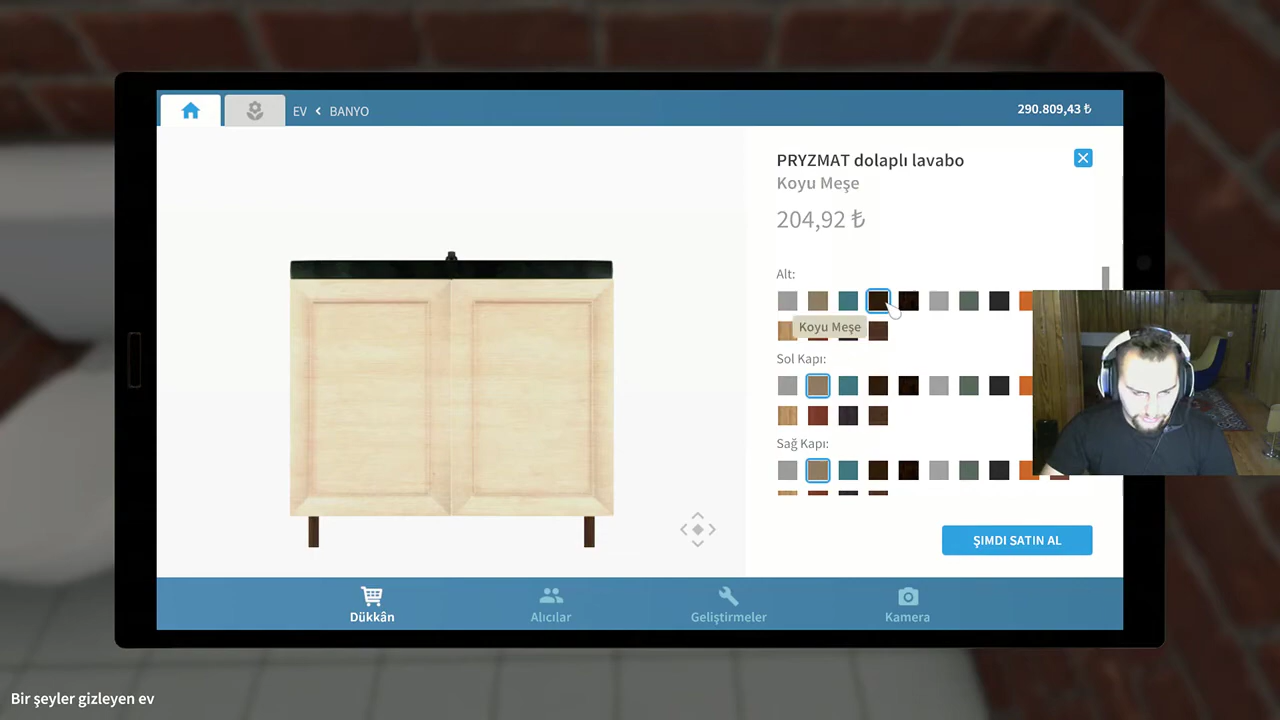 EV < BANYO
290.809,43 ₺
PRYZMAT dolaplı lavabo
Koyu Meşe
204,92 ₺
Alt:
Koyu Meşe
Sol Kapı:
Sağ Kapı:
ŞIMDI SATIN AL
Dükkân
Alıcılar
Geliştirmeler
Kamera
Bir şeyler gizleyen ev